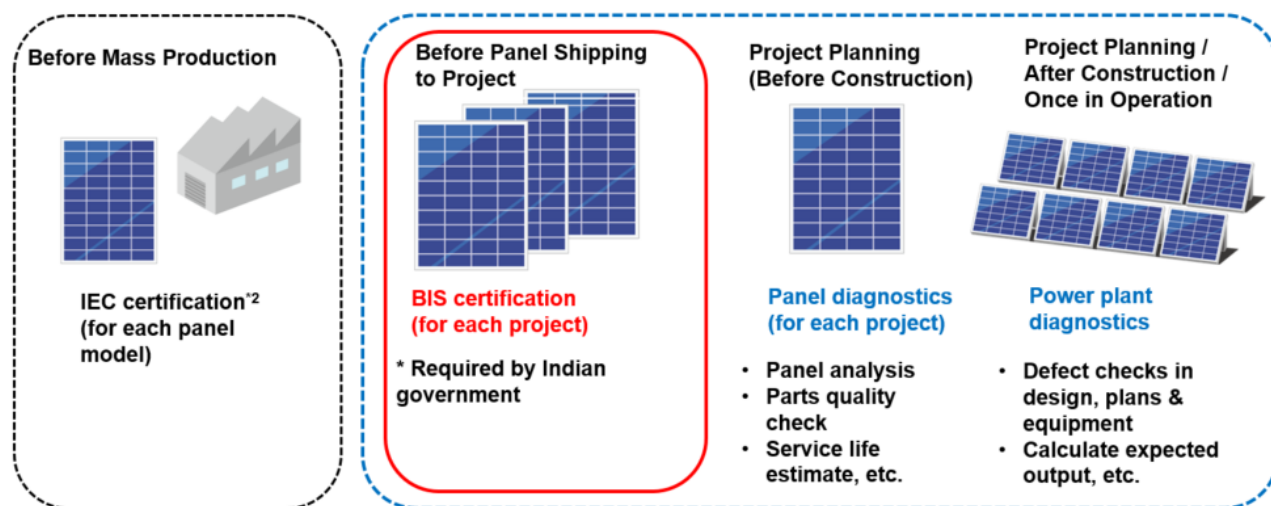 Before Mass Production
IEC certification*2
(for each panel
model)
Before Panel Shipping
to Project
BIS certification
(for each project)
* Required by Indian
government
Project Planning
(Before Construction)
Panel diagnostics
(for each project)
• Panel analysis
• Parts quality
check
• Service life
estimate, etc.
Project Planning /
After Construction /
Once in Operation
Power plant
diagnostics
• Defect checks in
design, plans &
equipment
• Calculate expected
output, etc.